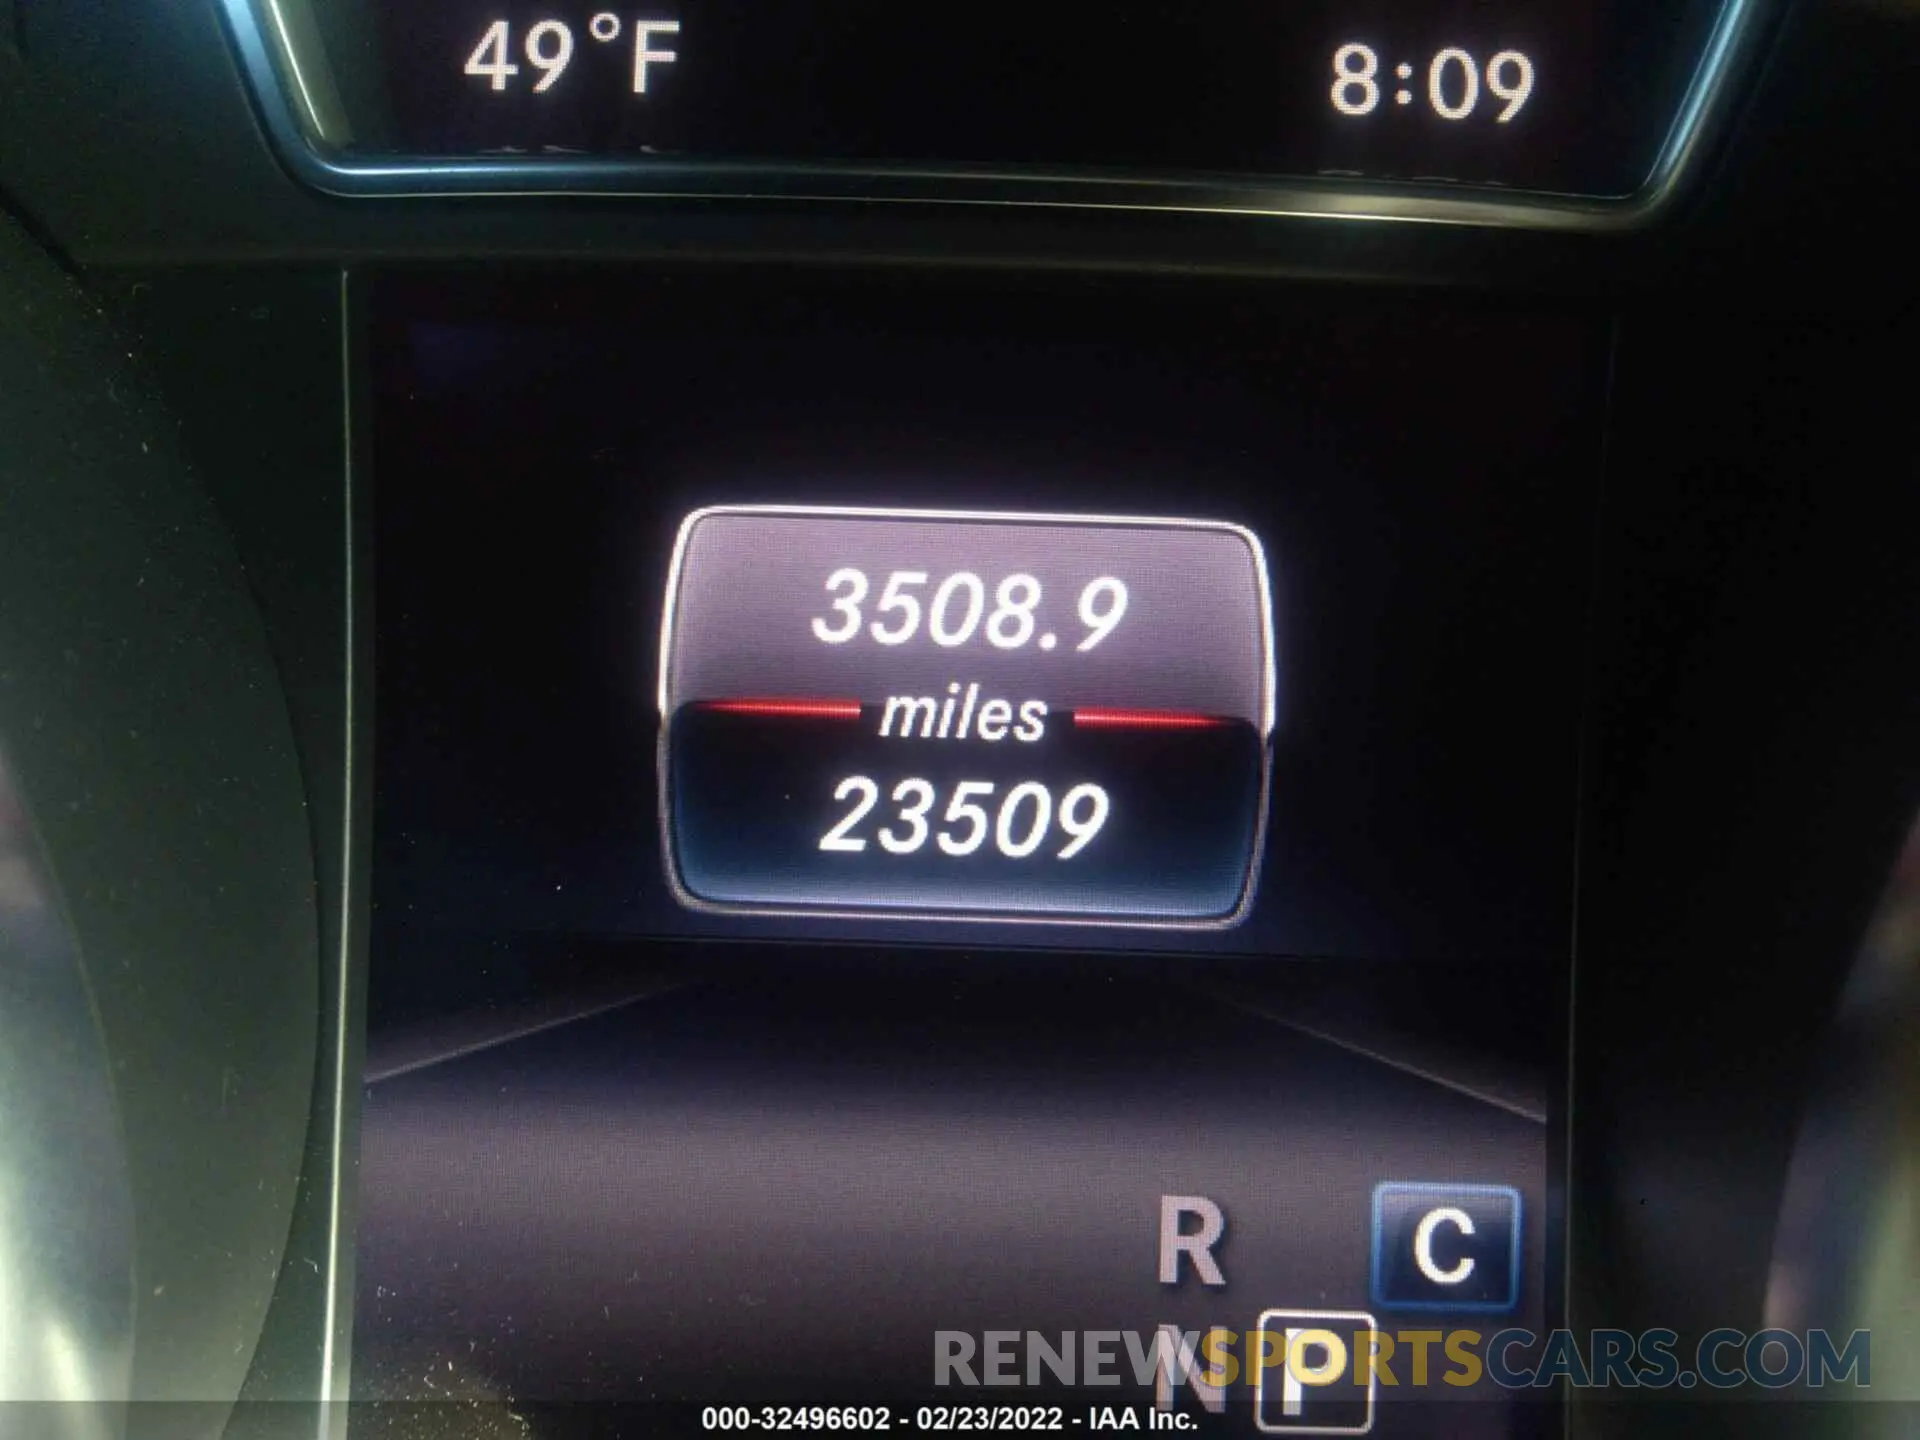 49°F 8:09
3508.9
miles
23509
R C
N P
RENEWSPORTSCARS.COM
000-32496602 - 02/23/2022 - IAA Inc.